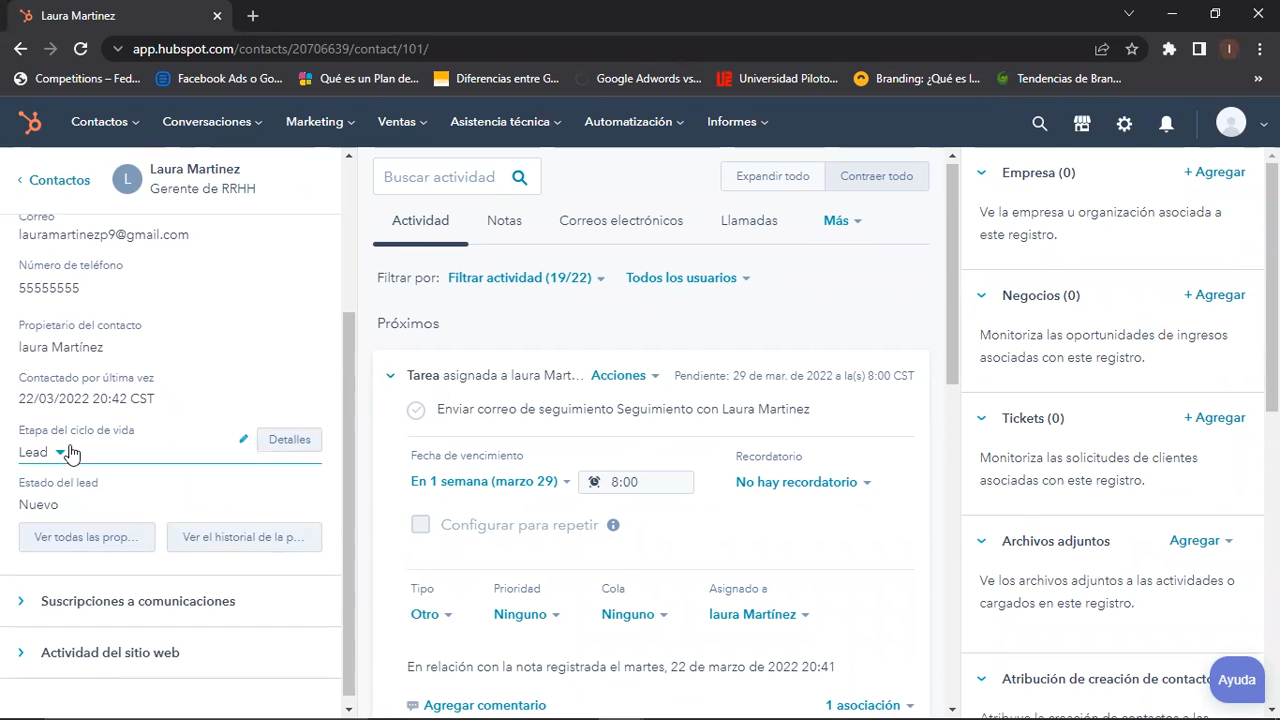 Laura Martinez
app.hubspot.com/contacts/20706639/contact/101/
Competitions – Fed...
Facebook Ads o Go...
Qué es un Plan de...
Diferencias entre G...
Google Adwords vs...
Universidad Piloto...
Branding: ¿Qué es l...
Tendencias de Bran...
»
I
Contactos
Conversaciones
Marketing
Ventas
Asistencia técnica
Automatización
Informes
Contactos
L
Laura Martinez
Gerente de RRHH
Correo
lauramartinezp9@gmail.com
Número de teléfono
55555555
Propietario del contacto
laura Martínez
Contactado por última vez
22/03/2022 20:42 CST
Etapa del ciclo de vida
Lead
Detalles
Estado del lead
Nuevo
Ver todas las prop...
Ver el historial de la p...
Suscripciones a comunicaciones
Actividad del sitio web
Buscar actividad
Expandir todo
Contraer todo
Actividad
Notas
Correos electrónicos
Llamadas
Más
Filtrar por: Filtrar actividad (19/22) Todos los usuarios
Próximos
Tarea asignada a laura Mart... Acciones Pendiente: 29 de mar. de 2022 a la(s) 8:00 CST
Enviar correo de seguimiento Seguimiento con Laura Martinez
Fecha de vencimiento
Recordatorio
En 1 semana (marzo 29)
8:00
No hay recordatorio
Configurar para repetir
Tipo
Prioridad
Cola
Asignado a
Otro
Ninguno
Ninguno
laura Martínez
En relación con la nota registrada el martes, 22 de marzo de 2022 20:41
Agregar comentario
1 asociación
Empresa (0)
+ Agregar
Ve la empresa u organización asociada a
este registro.
Negocios (0)
+ Agregar
Monitoriza las oportunidades de ingresos
asociadas con este registro.
Tickets (0)
+ Agregar
Monitoriza las solicitudes de clientes
asociadas con este registro.
Archivos adjuntos
Agregar
Ve los archivos adjuntos a las actividades o
cargados en este registro.
Atribución de creación de contacto
Ayuda